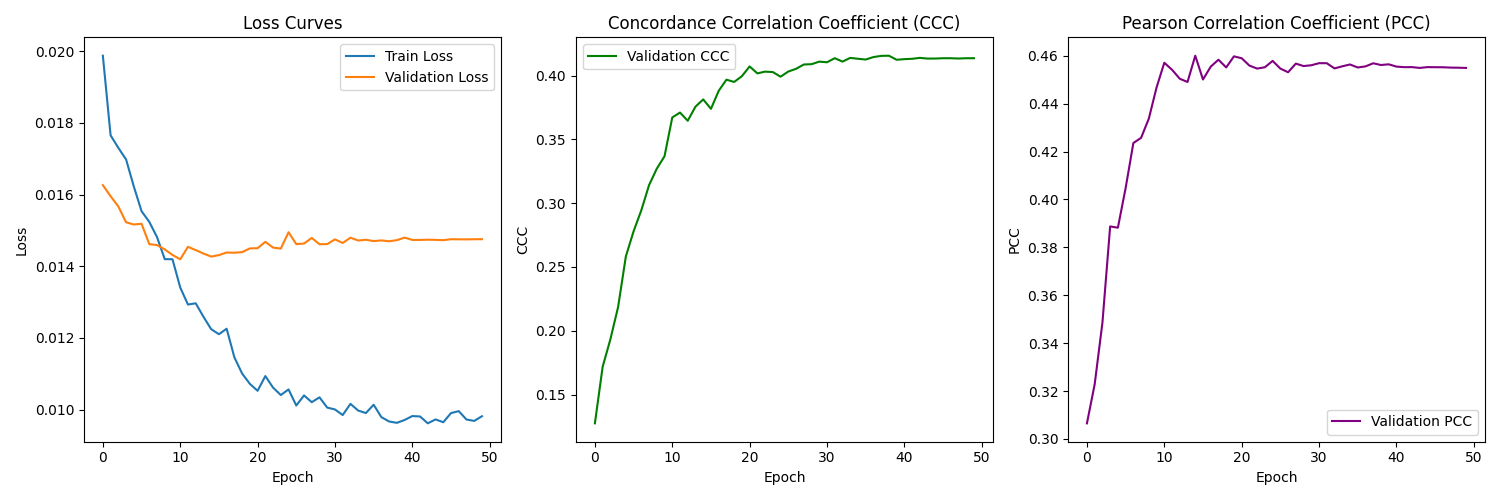 Loss Curves
Train Loss
Validation Loss
0.020
0.018
0.016
0.014
0.012
0.010
Loss
0 10 20 30 40 50
Epoch
Concordance Correlation Coefficient (CCC)
Validation CCC
0.40
0.35
0.30
0.25
0.20
0.15
CCC
0 10 20 30 40 50
Epoch
Pearson Correlation Coefficient (PCC)
0.46
0.44
0.42
0.40
0.38
0.36
0.34
0.32
0.30
PCC
Validation PCC
0 10 20 30 40 50
Epoch